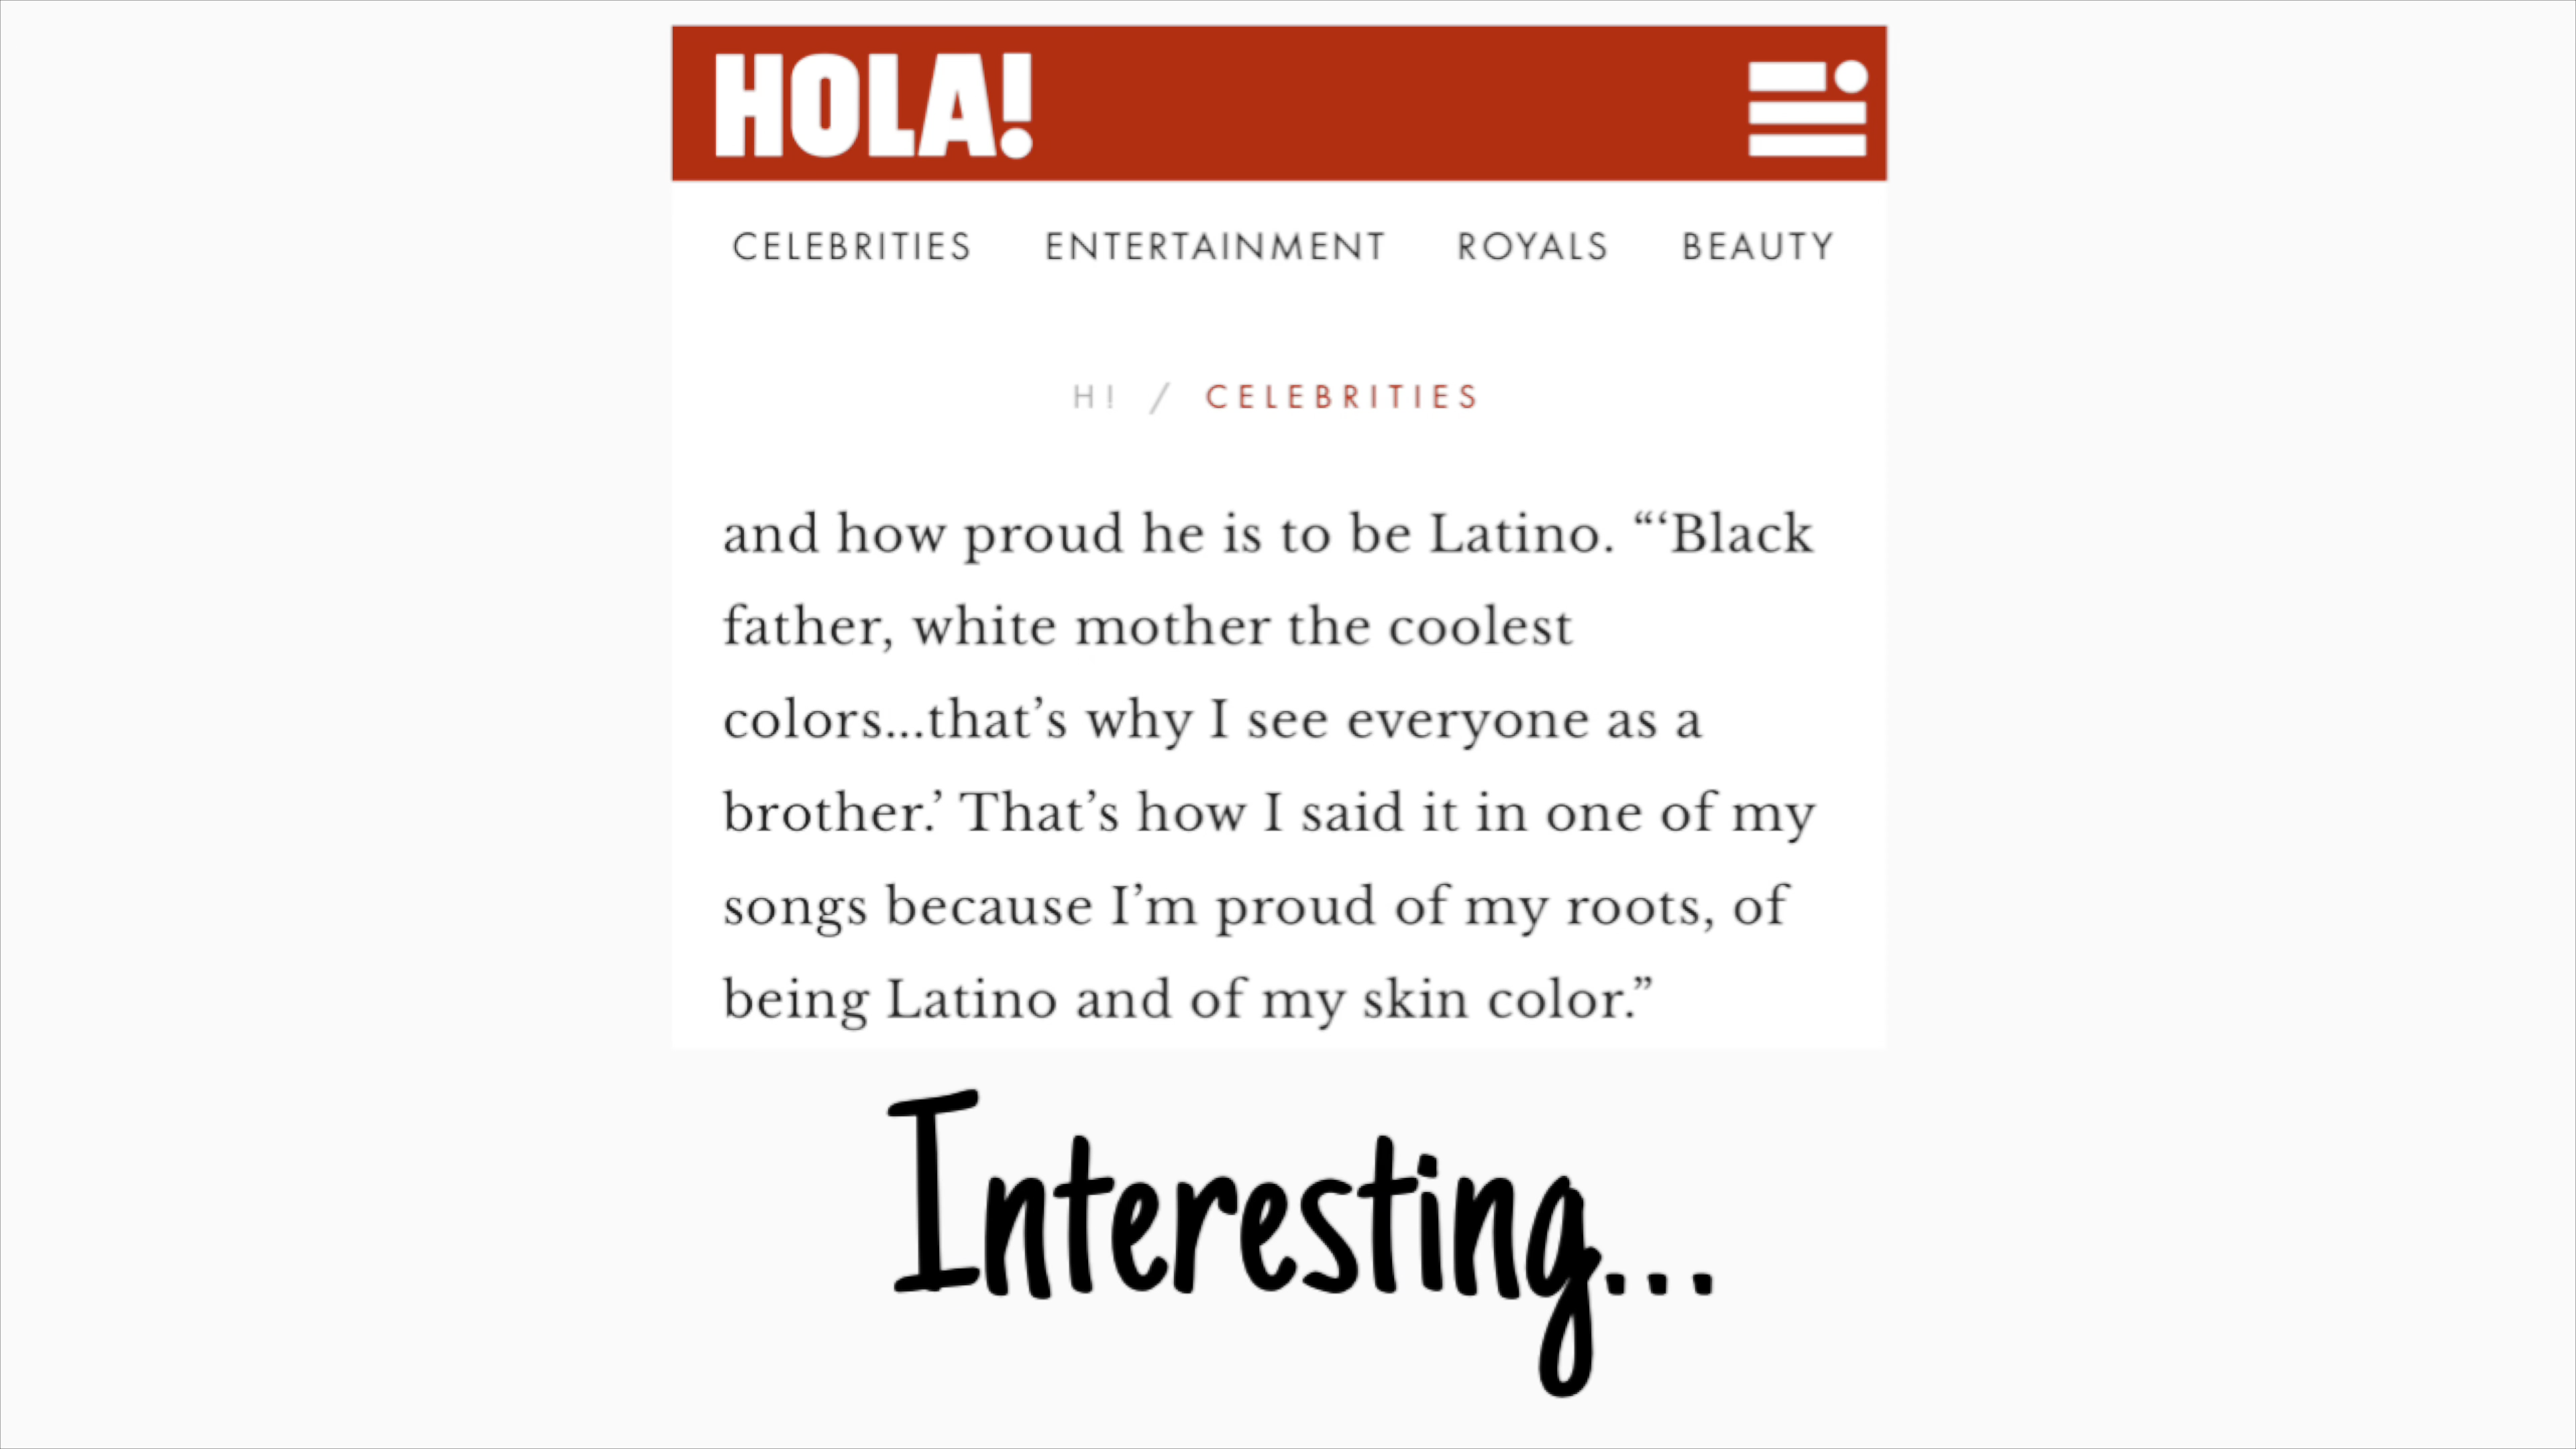 HOLA!
CELEBRITIES ENTERTAINMENT ROYALS BEAUTY
HI / CELEBRITIES
and how proud he is to be Latino. “‘Black
father, white mother the coolest
colors...that’s why I see everyone as a
brother.’ That’s how I said it in one of my
songs because I’m proud of my roots, of
being Latino and of my skin color.”
Interesting...